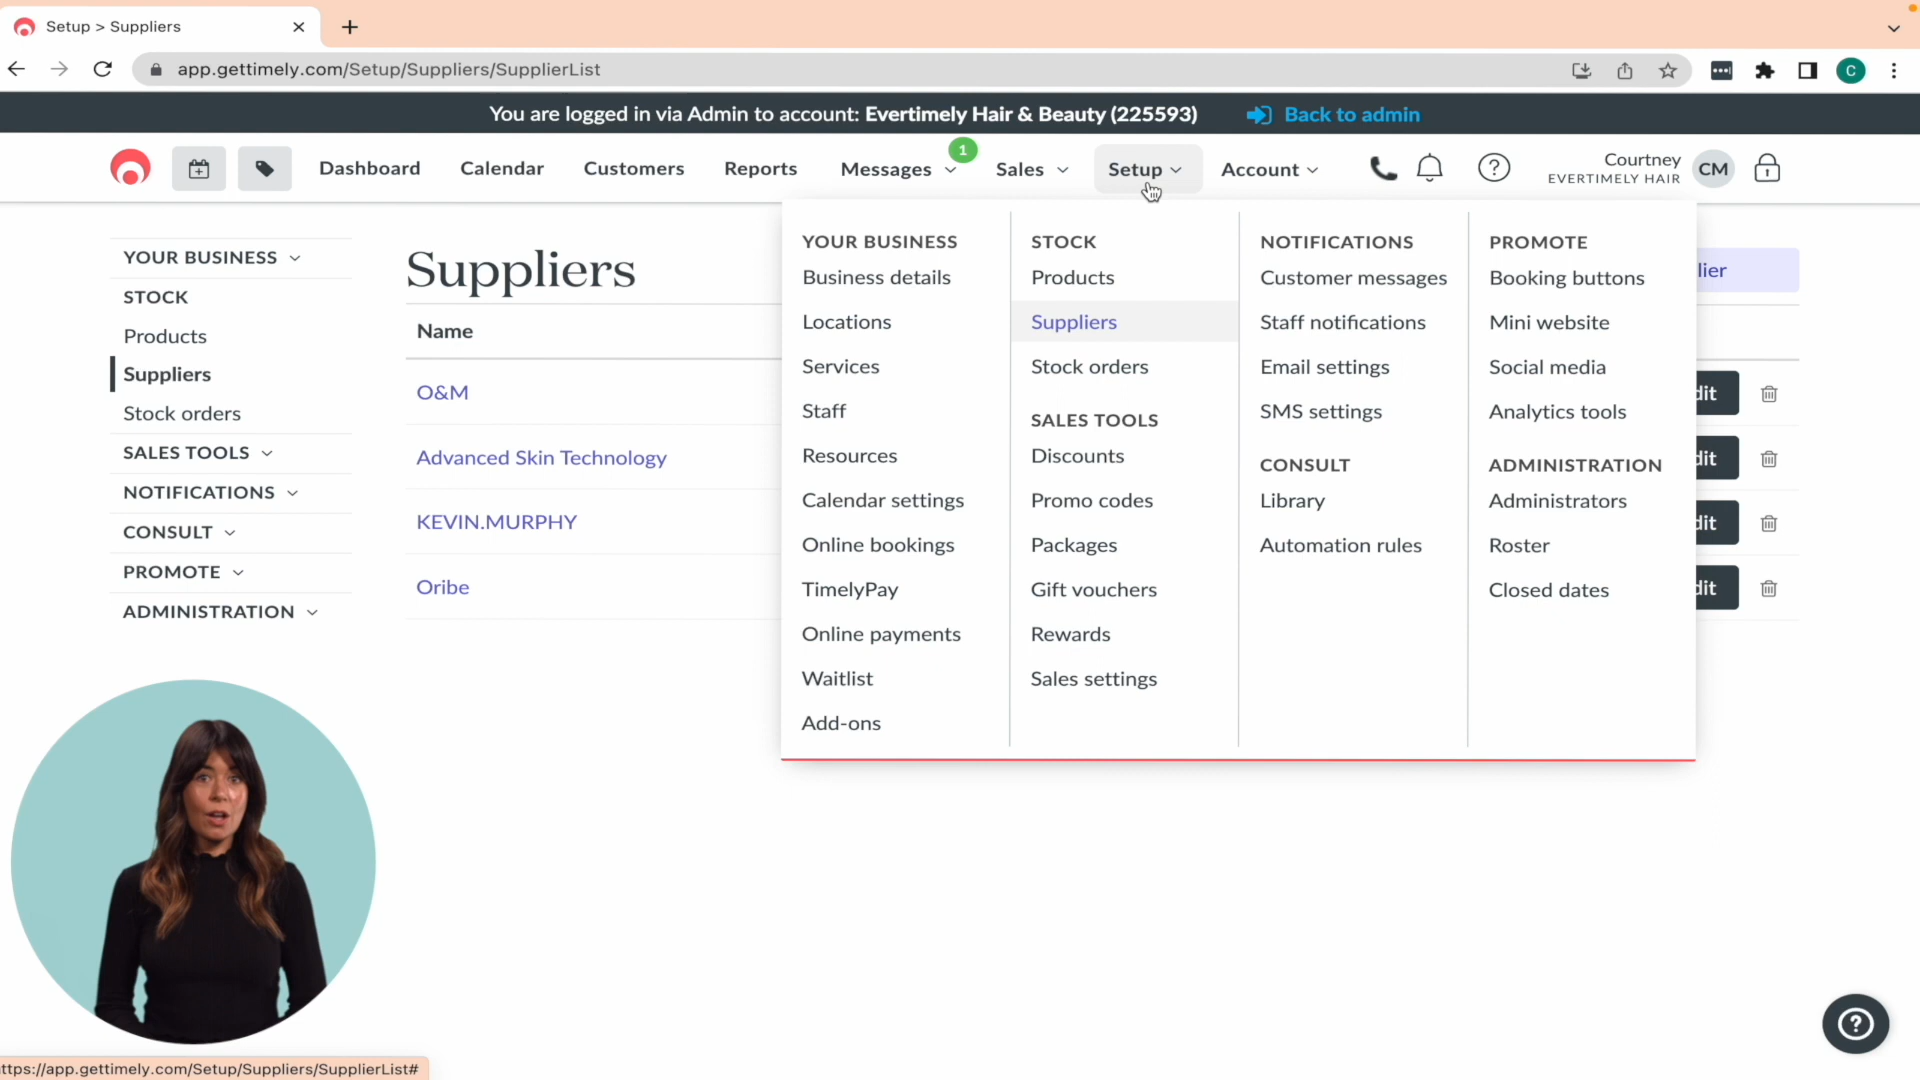 Setup > Suppliers
app.gettimely.com/Setup/Suppliers/SupplierList
C
You are logged in via Admin to account: Evertimely Hair & Beauty (225593) Back to admin
Dashboard Calendar Customers Reports Messages 1 Sales Setup Account Courtney EVERTIMELY HAIR CM
YOUR BUSINESS
STOCK
Products
Suppliers
Stock orders
SALES TOOLS
NOTIFICATIONS
CONSULT
PROMOTE
ADMINISTRATION
Suppliers
Name
O&M
Advanced Skin Technology
KEVIN.MURPHY
Oribe
YOUR BUSINESS
Business details
Locations
Services
Staff
Resources
Calendar settings
Online bookings
TimelyPay
Online payments
Waitlist
Add-ons
STOCK
Products
Suppliers
Stock orders
SALES TOOLS
Discounts
Promo codes
Packages
Gift vouchers
Rewards
Sales settings
NOTIFICATIONS
Customer messages
Staff notifications
Email settings
SMS settings
CONSULT
Library
Automation rules
PROMOTE
Booking buttons
Mini website
Social media
Analytics tools
ADMINISTRATION
Administrators
Roster
Closed dates
lier
dit
dit
dit
dit
ttps://app.gettimely.com/Setup/Suppliers/SupplierList#